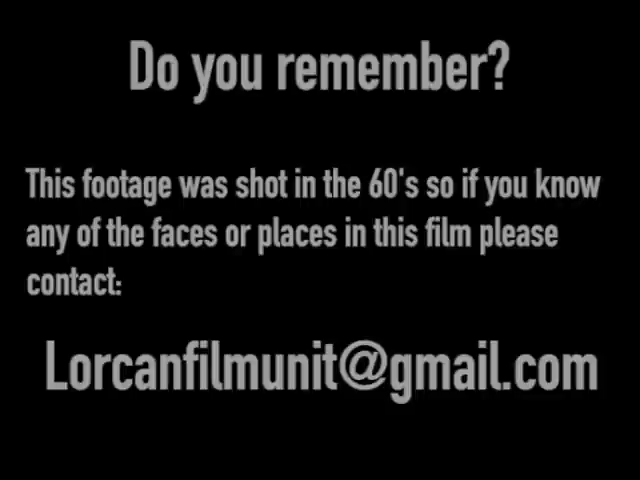 Do you remember?
This footage was shot in the 60's so if you know
any of the faces or places in this film please
contact:
Lorcanfilmunit@gmail.com